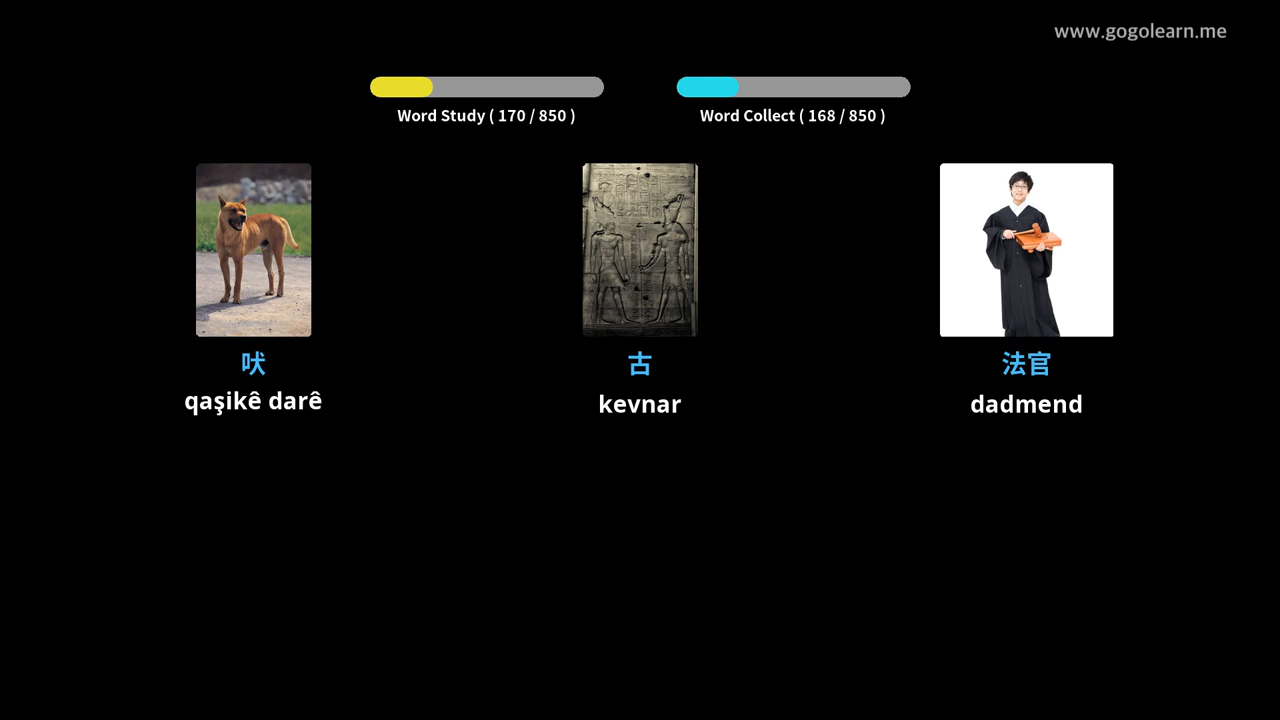 www.gogolearn.me
Word Study ( 170 / 850 )
Word Collect ( 168 / 850 )
吠
qaşikê darê
古
kevnar
法官
dadmend